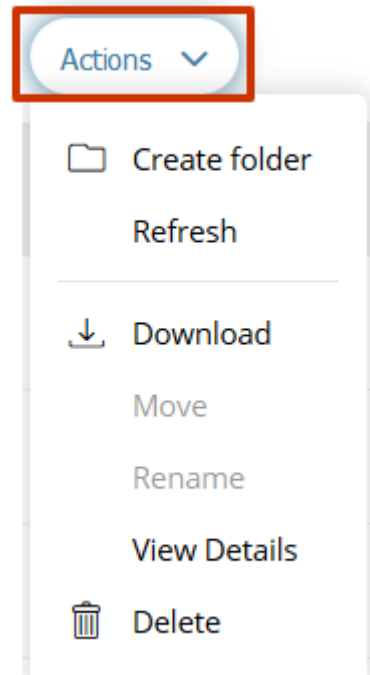 Actions
Create folder
Refresh
Download
Move
Rename
View Details
Delete